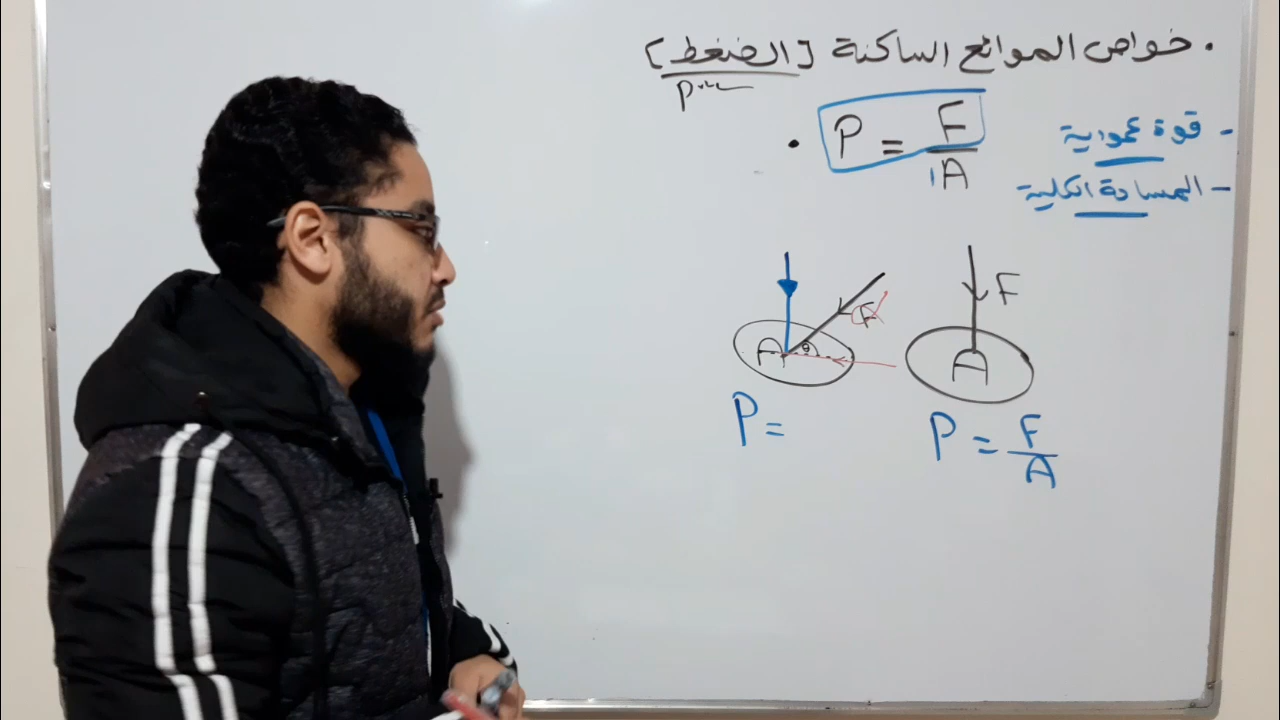 • خواص الموائع الساكنة [الضغط]
• P = F / A
- قوة عمودية
- المساحة الكلية
F
A
P = F / A
F
θ
A
P =